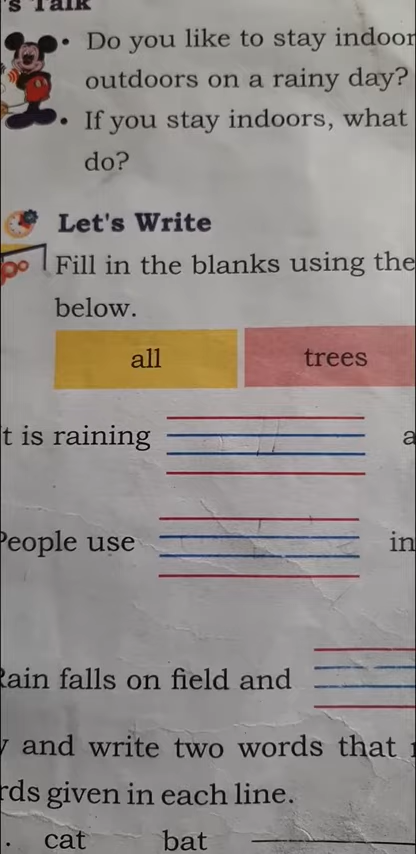 's Talk
• Do you like to stay indoor
outdoors on a rainy day?
• If you stay indoors, what
do?
Let's Write
Fill in the blanks using the
below.
all
trees
t is raining a
People use in
Rain falls on field and
y and write two words that
rds given in each line.
. cat bat